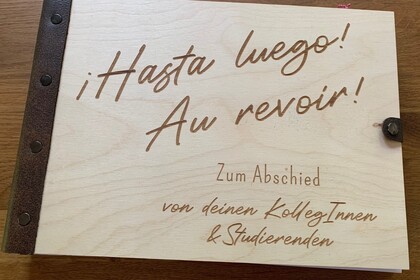 ¡Hasta luego!
Au revoir!
Zum Abschied
von deinen KollegInnen
& Studierenden